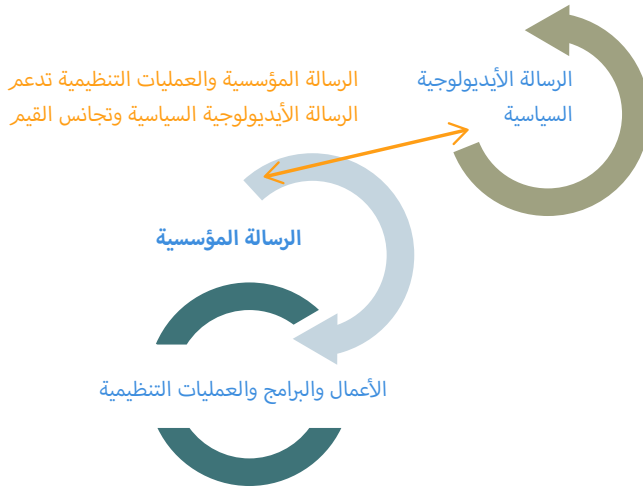 الرسالة الأيديولوجية
السياسية
الرسالة المؤسسية والعمليات التنظيمية تدعم
الرسالة الأيديولوجية السياسية وتجانس القيم
الرسالة المؤسسية
الأعمال والبرامج والعمليات التنظيمية